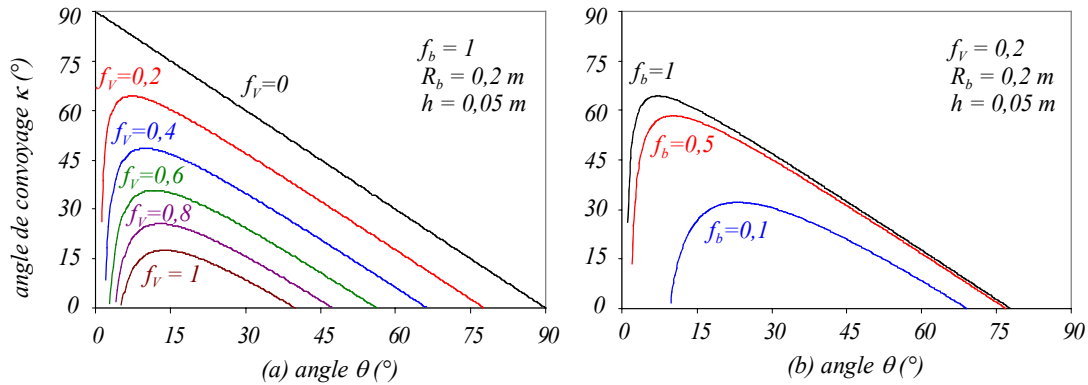 angle de convoyage κ (°)
90
75
60
45
30
15
0
f_V=0,2
f_V=0
f_V=0,4
f_V=0,6
f_V=0,8
f_V = 1
f_b = 1
R_b = 0,2 m
h = 0,05 m
0 15 30 45 60 75 90
(a) angle θ (°)
90
75
60
45
30
15
0
f_b=1
f_b=0,5
f_b=0,1
f_V = 0,2
R_b = 0,2 m
h = 0,05 m
0 15 30 45 60 75 90
(b) angle θ (°)